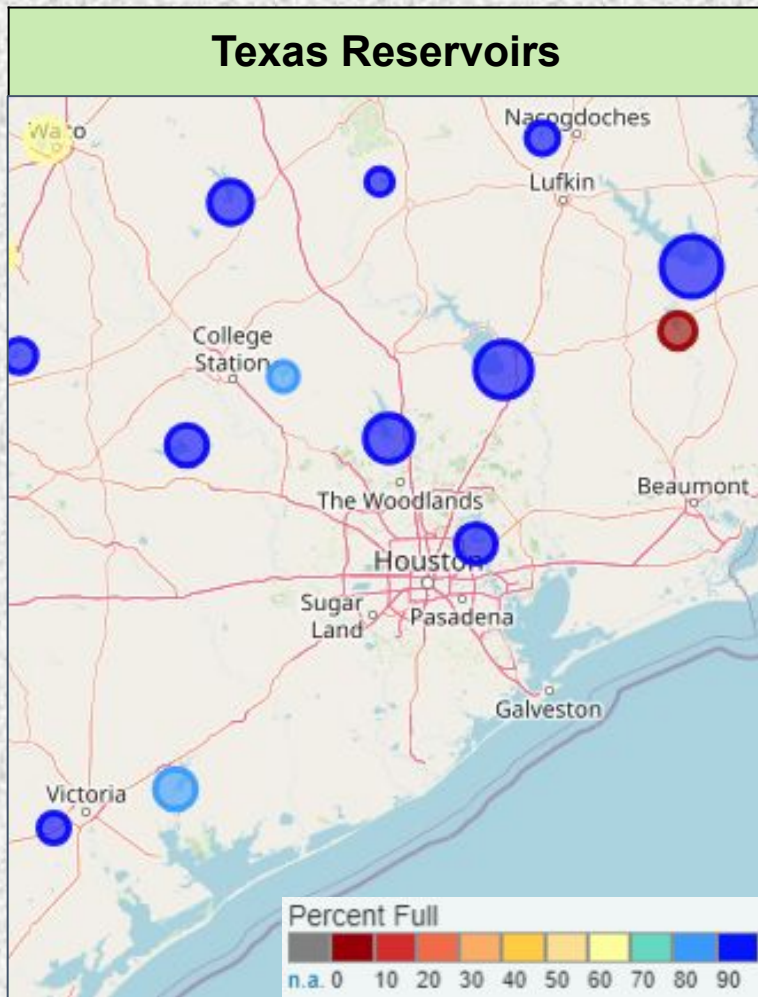 Texas Reservoirs
Waco
Nacogdoches
Lufkin
College
Station
The Woodlands
Beaumont
Houston
Sugar
Land
Pasadena
Galveston
Victoria
Percent Full
n.a. 0 10 20 30 40 50 60 70 80 90